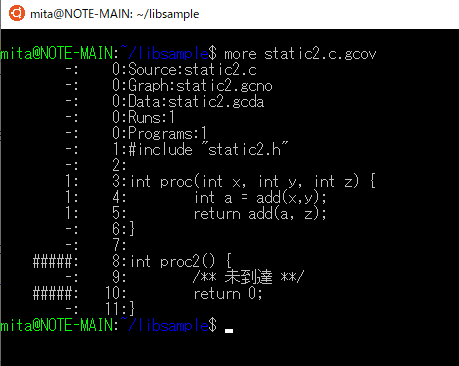 mita@NOTE-MAIN: ~/libsample
mita@NOTE-MAIN:~/libsample$ more static2.c.gcov
        -:    0:Source:static2.c
        -:    0:Graph:static2.gcno
        -:    0:Data:static2.gcda
        -:    0:Runs:1
        -:    0:Programs:1
        -:    1:#include "static2.h"
        -:    2:
        1:    3:int proc(int x, int y, int z) {
        1:    4:        int a = add(x,y);
        1:    5:        return add(a, z);
        -:    6:}
        -:    7:
    #####:    8:int proc2() {
        -:    9:        /** 未到達 **/
    #####:   10:        return 0;
        -:   11:}
mita@NOTE-MAIN:~/libsample$